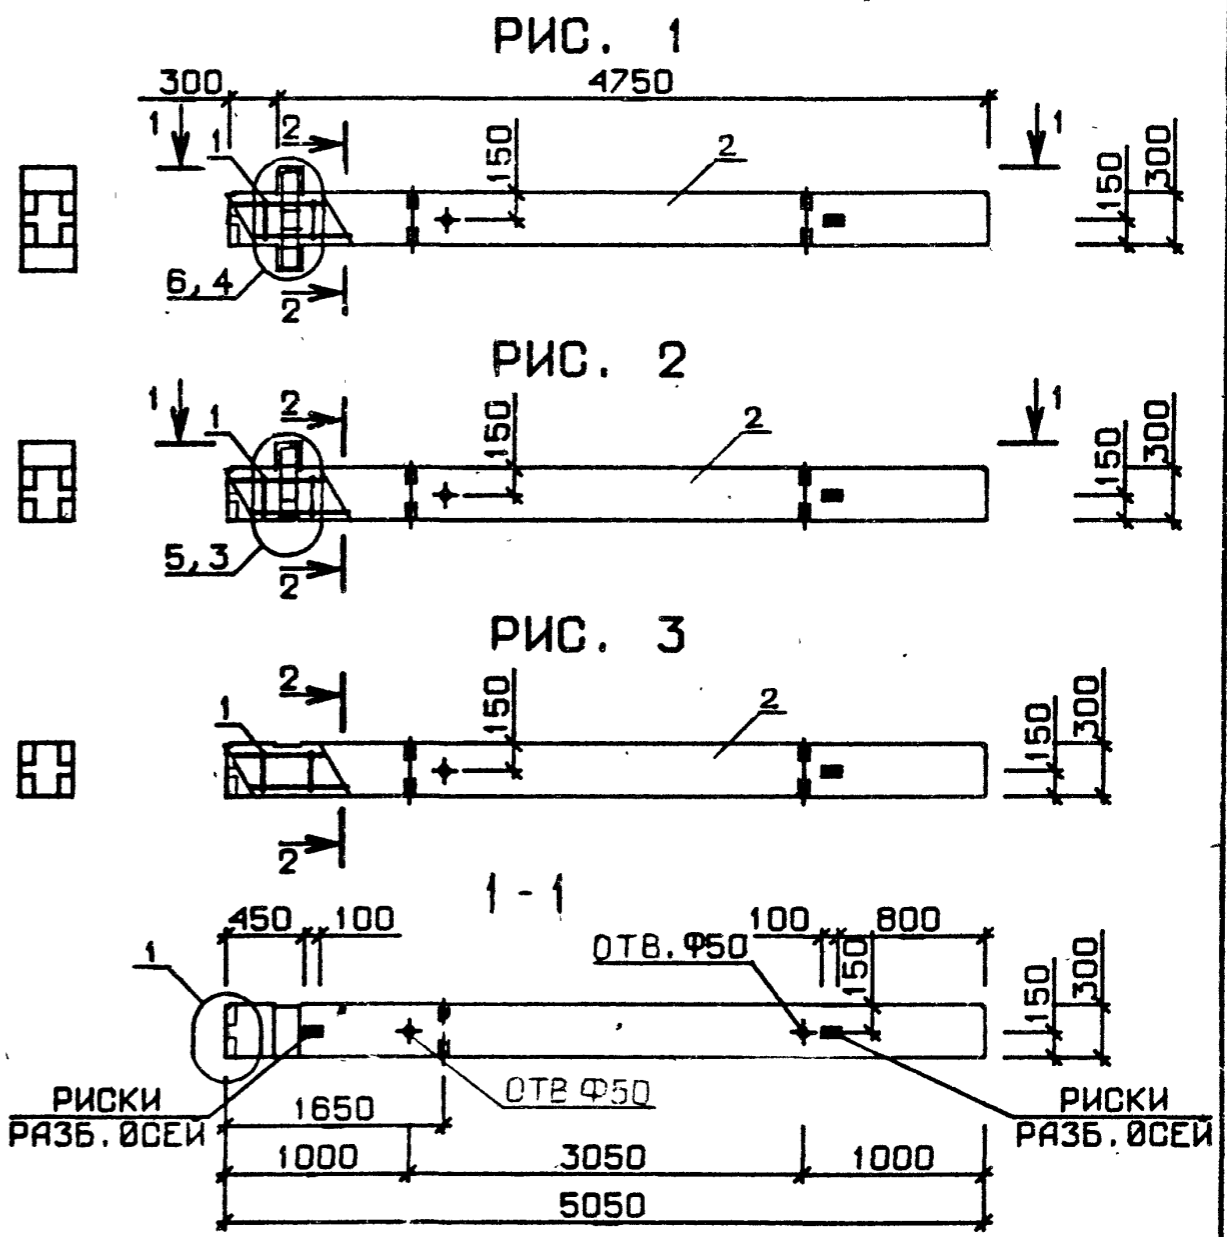 РИС. 1
300 4750
1 1 2 150 2 1 150 300
6,4 2
РИС. 2
1 1 2 150 2 1 150 300
5,3 2
РИС. 3
1 2 150 2 150 300
2
1-1
450 100 100 800
1 ОТВ.Ф50 150 150 300
РИСКИ
РАЗБ.ОСЕЙ
ОТВ Ф50
РИСКИ
РАЗБ.ОСЕЙ
1650
1000 3050 1000
5050